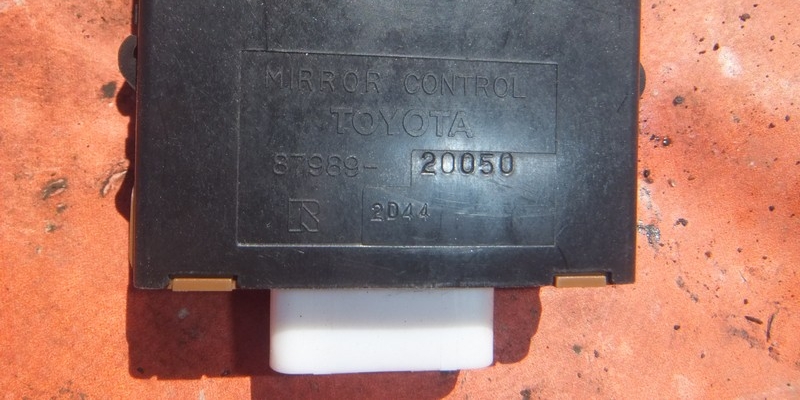 MIRROR CONTROL
TOYOTA
87989-20050
R 2D44